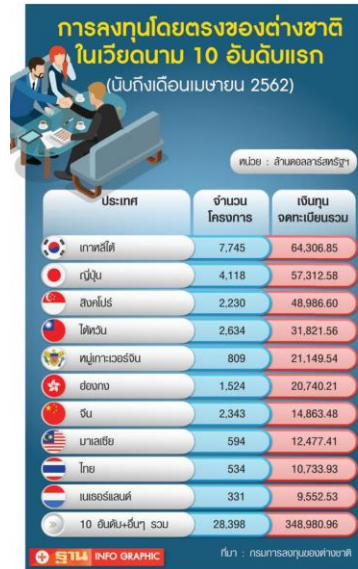 การลงทุนโดยตรงของต่างชาติ
ในเวียดนาม 10 อันดับแรก
(นับถึงเดือนเมษายน 2562)
หน่วย : ล้านดอลลาร์สหรัฐฯ
ประเทศ จำนวน โครงการ เงินทุน จดทะเบียนรวม
เกาหลีใต้ 7,745 64,306.85
ญี่ปุ่น 4,118 57,312.58
สิงคโปร์ 2,230 48,986.60
ไต้หวัน 2,634 31,821.56
หมู่เกาะเวอร์จิน 809 21,149.54
ฮ่องกง 1,524 20,740.21
จีน 2,343 14,863.48
มาเลเซีย 594 12,477.41
ไทย 534 10,733.93
เนเธอร์แลนด์ 331 9,552.53
10 อันดับ+อื่นๆ รวม 28,398 348,980.96
ฐาน INFO GRAPHIC
ที่มา : กรมการลงทุนของต่างชาติ